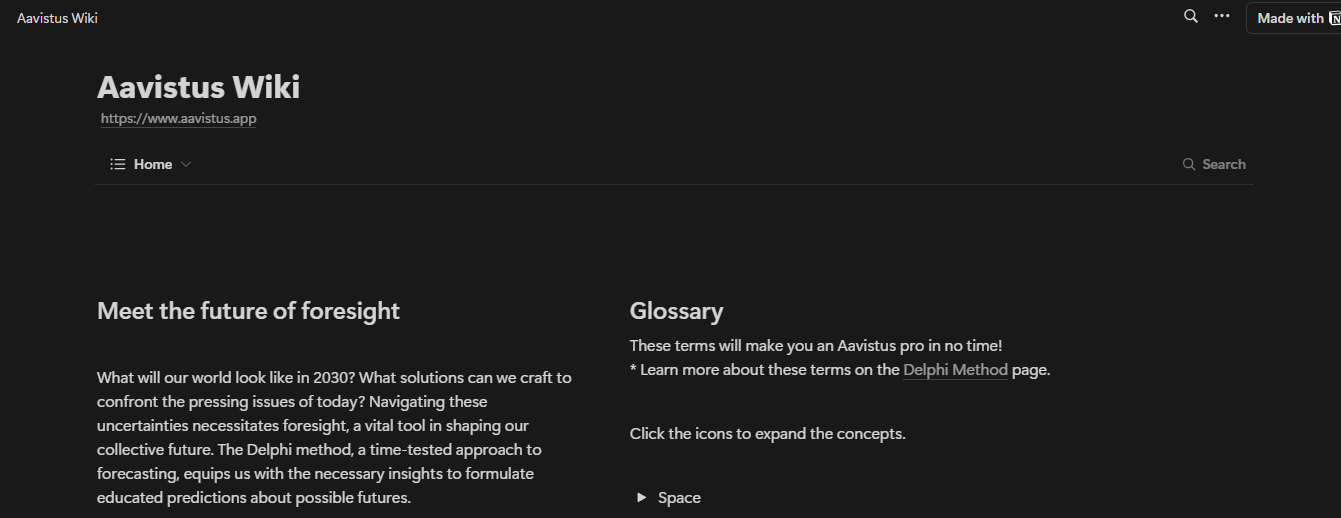 Aavistus Wiki
Made with
Aavistus Wiki
https://www.aavistus.app
Home
Search
Meet the future of foresight
What will our world look like in 2030? What solutions can we craft to
confront the pressing issues of today? Navigating these
uncertainties necessitates foresight, a vital tool in shaping our
collective future. The Delphi method, a time-tested approach to
forecasting, equips us with the necessary insights to formulate
educated predictions about possible futures.
Glossary
These terms will make you an Aavistus pro in no time!
* Learn more about these terms on the Delphi Method page.
Click the icons to expand the concepts.
Space